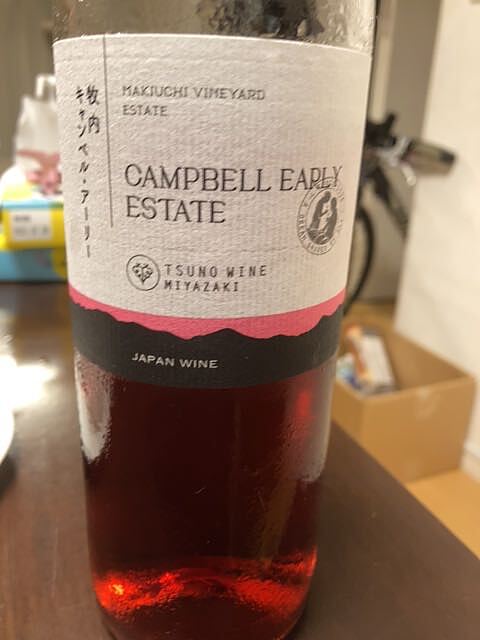 牧内
キャンベル・アーリー
MAKIUCHI VINEYARD
ESTATE
CAMPBELL EARLY
ESTATE
TSUNO WINE
MIYAZAKI
JAPAN WINE